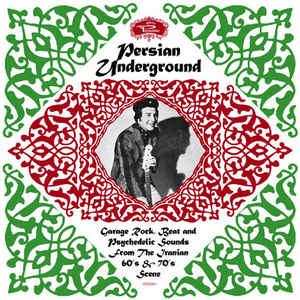 Persian
Underground
Garage Rock, Beat and
Psychedelic Sounds
From The Iranian
60's & 70's
Scene